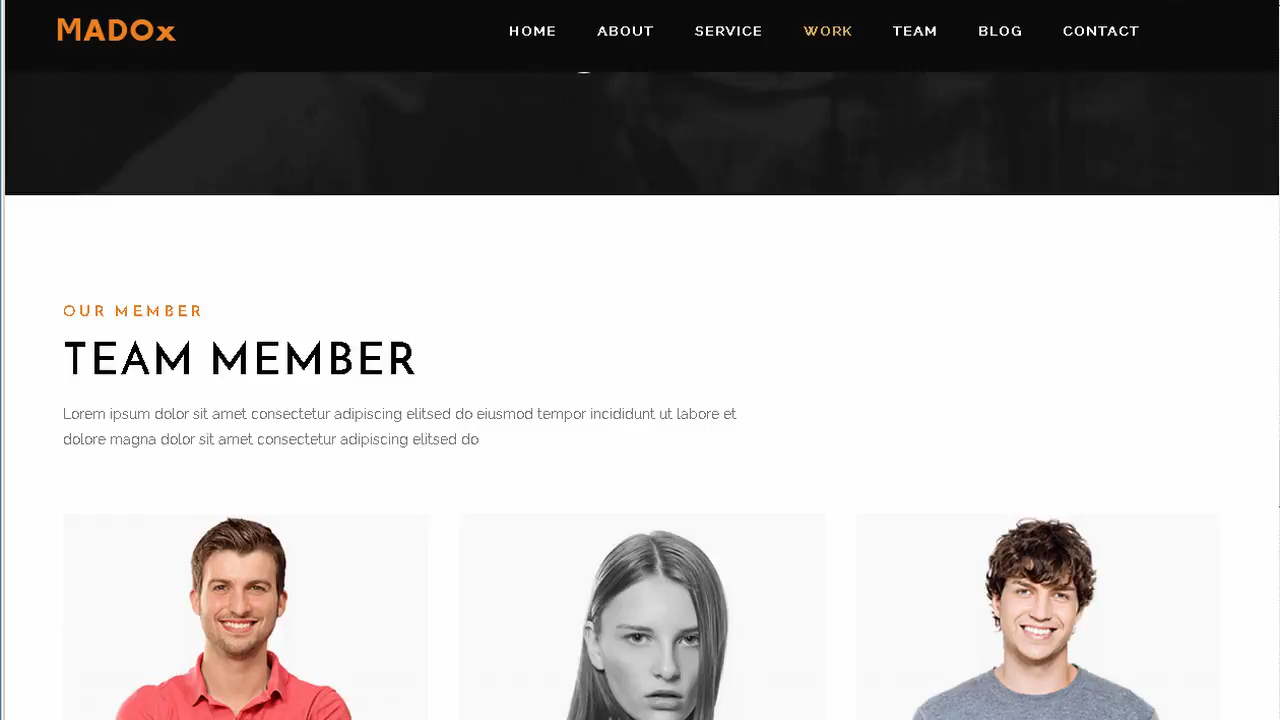 MADOx
HOME ABOUT SERVICE WORK TEAM BLOG CONTACT
OUR MEMBER
TEAM MEMBER
Lorem ipsum dolor sit amet consectetur adipiscing elitsed do eiusmod tempor incididunt ut labore et
dolore magna dolor sit amet consectetur adipiscing elitsed do